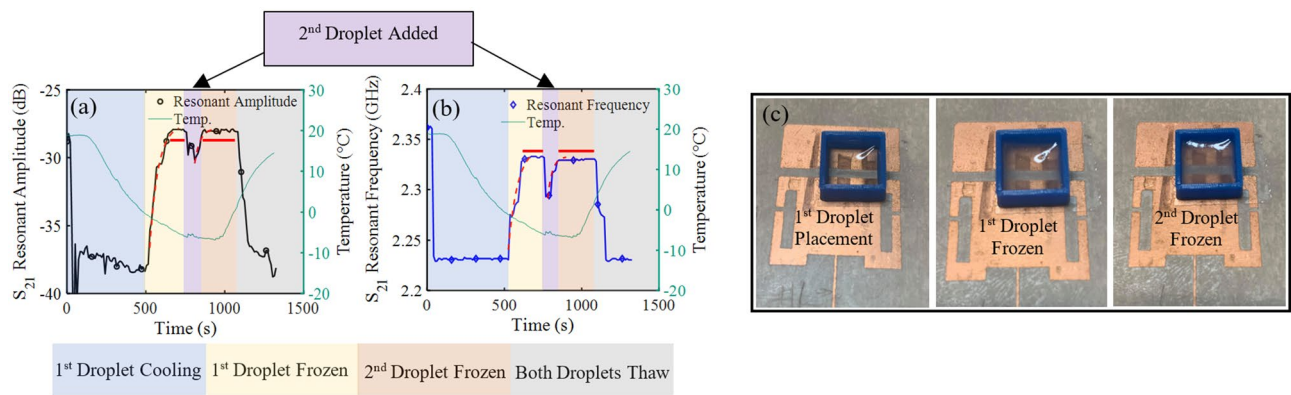 2nd Droplet Added
(a)
Resonant Amplitude
Temp.
S21 Resonant Amplitude (dB)
-25
-30
-35
-40
30
20
10
0
-10
-20
Temperature (°C)
0
500
1000
1500
Time (s)
(b)
Resonant Frequency
Temp.
S21 Resonant Frequency (GHz)
2.4
2.35
2.3
2.25
2.2
30
20
10
0
-10
-20
Temperature (°C)
0
500
1000
1500
Time (s)
1st Droplet Cooling
1st Droplet Frozen
2nd Droplet Frozen
Both Droplets Thaw
(c)
1st Droplet
Placement
1st Droplet
Frozen
2nd Droplet
Frozen